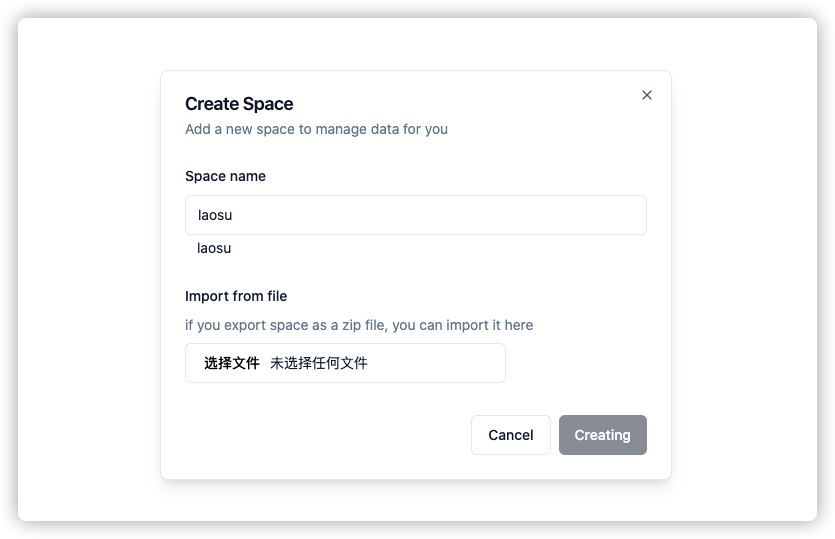 Create Space
Add a new space to manage data for you
Space name
laosu
laosu
Import from file
if you export space as a zip file, you can import it here
选择文件 未选择任何文件
Cancel Creating